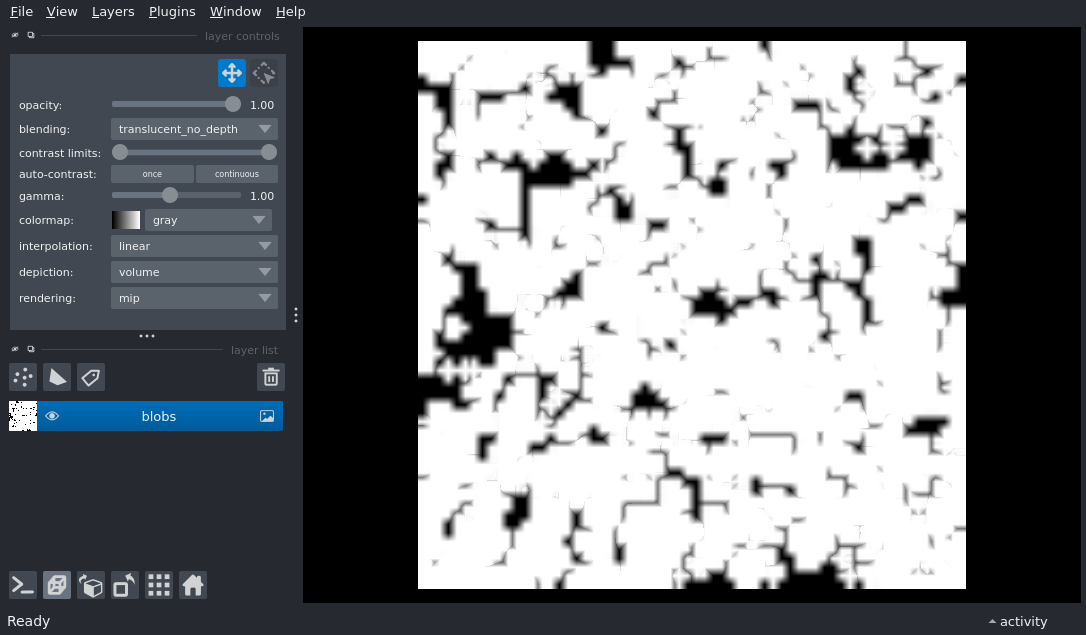 File View Layers Plugins Window Help
layer controls
opacity: 1.00
blending: translucent_no_depth
contrast limits:
auto-contrast: once continuous
gamma: 1.00
colormap: gray
interpolation: linear
depiction: volume
rendering: mip
layer list
blobs
Ready activity